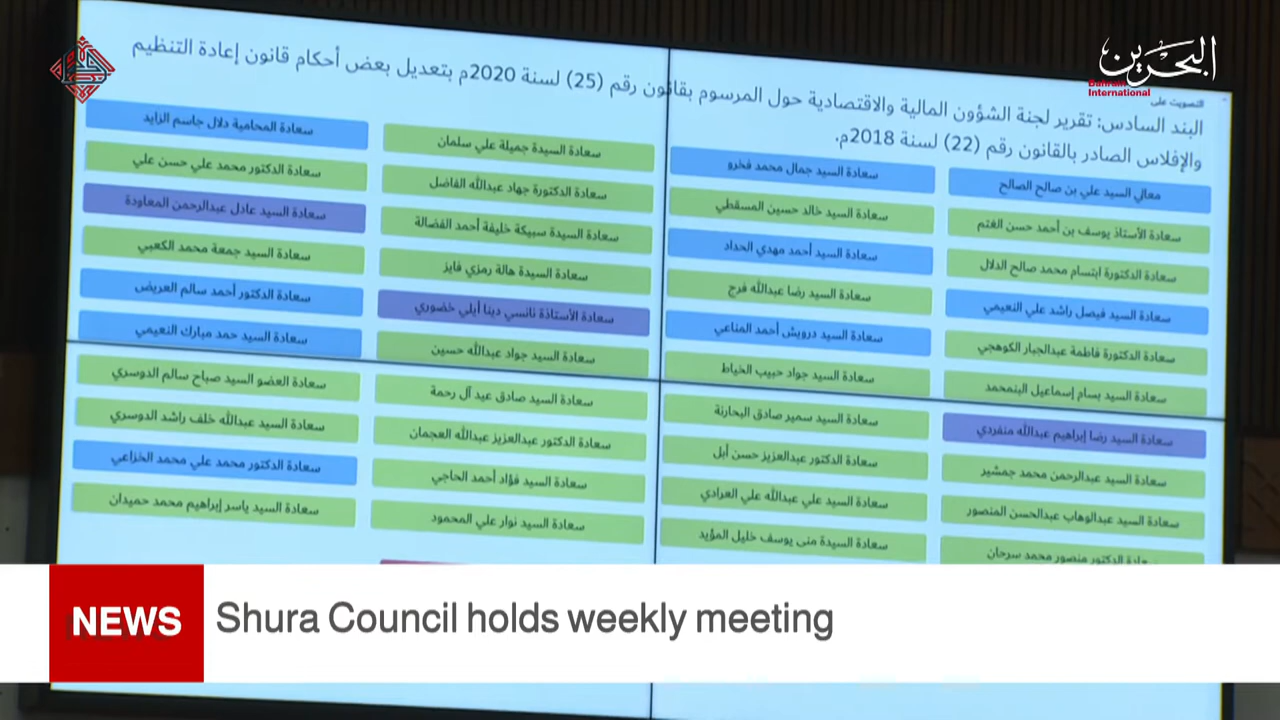 البحرين
Bahrain
International
التصويت على
البند السادس: تقرير لجنة الشؤون المالية والاقتصادية حول المرسوم بقانون رقم (25) لسنة 2020م بتعديل بعض أحكام قانون إعادة التنظيم
والإفلاس الصادر بالقانون رقم (22) لسنة 2018م.
معالي السيد علي بن صالح الصالح
سعادة السيد جمال محمد فخرو
سعادة السيدة جميلة علي سلمان
سعادة المحامية دلال جاسم الزايد
سعادة الأستاذ يوسف بن أحمد حسن الغتم
سعادة السيد خالد حسين المسقطي
سعادة الدكتورة جهاد عبدالله الفاضل
سعادة الدكتور محمد علي حسن علي
سعادة الدكتورة ابتسام محمد صالح الدلال
سعادة السيد أحمد مهدي الحداد
سعادة السيدة سبيكة خليفة أحمد الفضالة
سعادة السيد عادل عبدالرحمن المعاودة
سعادة السيد فيصل راشد علي النعيمي
سعادة السيد رضا عبدالله فرج
سعادة السيدة هالة رمزي فايز
سعادة السيد جمعة محمد الكعبي
سعادة الدكتورة فاطمة عبدالجبار الكوهجي
سعادة السيد درويش أحمد المناعي
سعادة الأستاذة نانسي دينا أيلي خضوري
سعادة الدكتور أحمد سالم العريض
سعادة السيد بسام إسماعيل البنمحمد
سعادة السيد جواد حبيب الخياط
سعادة السيد جواد عبدالله حسين
سعادة السيد حمد مبارك النعيمي
سعادة السيد رضا إبراهيم عبدالله منفردي
سعادة السيد سمير صادق البحارنة
سعادة السيد صادق عيد آل رحمة
سعادة العضو السيد صباح سالم الدوسري
سعادة السيد عبدالرحمن محمد جمشير
سعادة الدكتور عبدالعزيز حسن أبل
سعادة الدكتور عبدالعزيز عبدالله العجمان
سعادة السيد عبدالله خلف راشد الدوسري
سعادة السيد عبدالوهاب عبدالحسن المنصور
سعادة السيد علي عبدالله علي العرادي
سعادة السيد فؤاد أحمد الحاجي
سعادة الدكتور محمد علي محمد الخزاعي
سعادة الدكتور منصور محمد سرحان
سعادة السيدة منى يوسف خليل المؤيد
سعادة السيد نوار علي المحمود
سعادة السيد ياسر إبراهيم محمد حميدان
NEWS
Shura Council holds weekly meeting